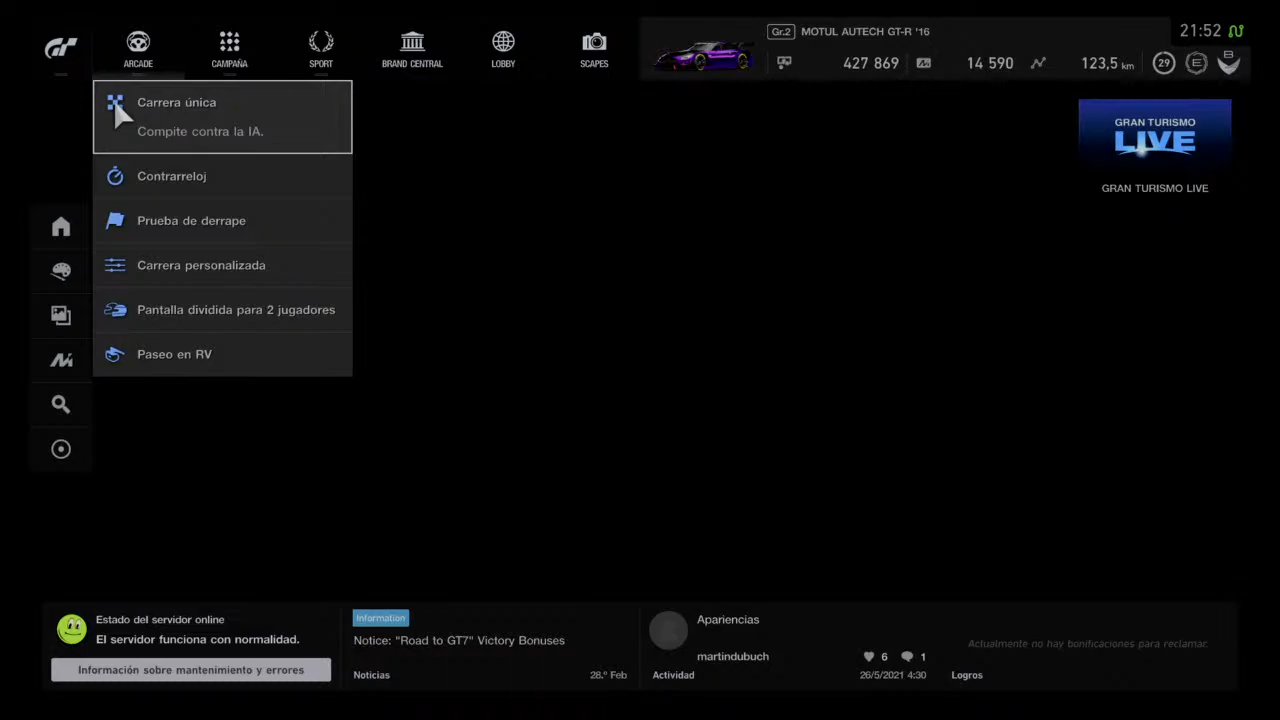 Gr.2 MOTUL AUTECH GT-R '16
21:52
ARCADE CAMPAÑA SPORT BRAND CENTRAL LOBBY SCAPES
427 869 14 590 123,5 km 29 E B
Carrera única
Compite contra la IA.
Contrarreloj
Prueba de derrape
Carrera personalizada
Pantalla dividida para 2 jugadores
Paseo en RV
GRAN TURISMO
LIVE
GRAN TURISMO LIVE
Estado del servidor online
El servidor funciona con normalidad.
Información sobre mantenimiento y errores
Information
Notice: "Road to GT7" Victory Bonuses
Noticias 28.º Feb
Apariencias
martindubuch 6 1
Actividad 26/5/2021 4:30
Actualmente no hay bonificaciones para reclamar.
Logros